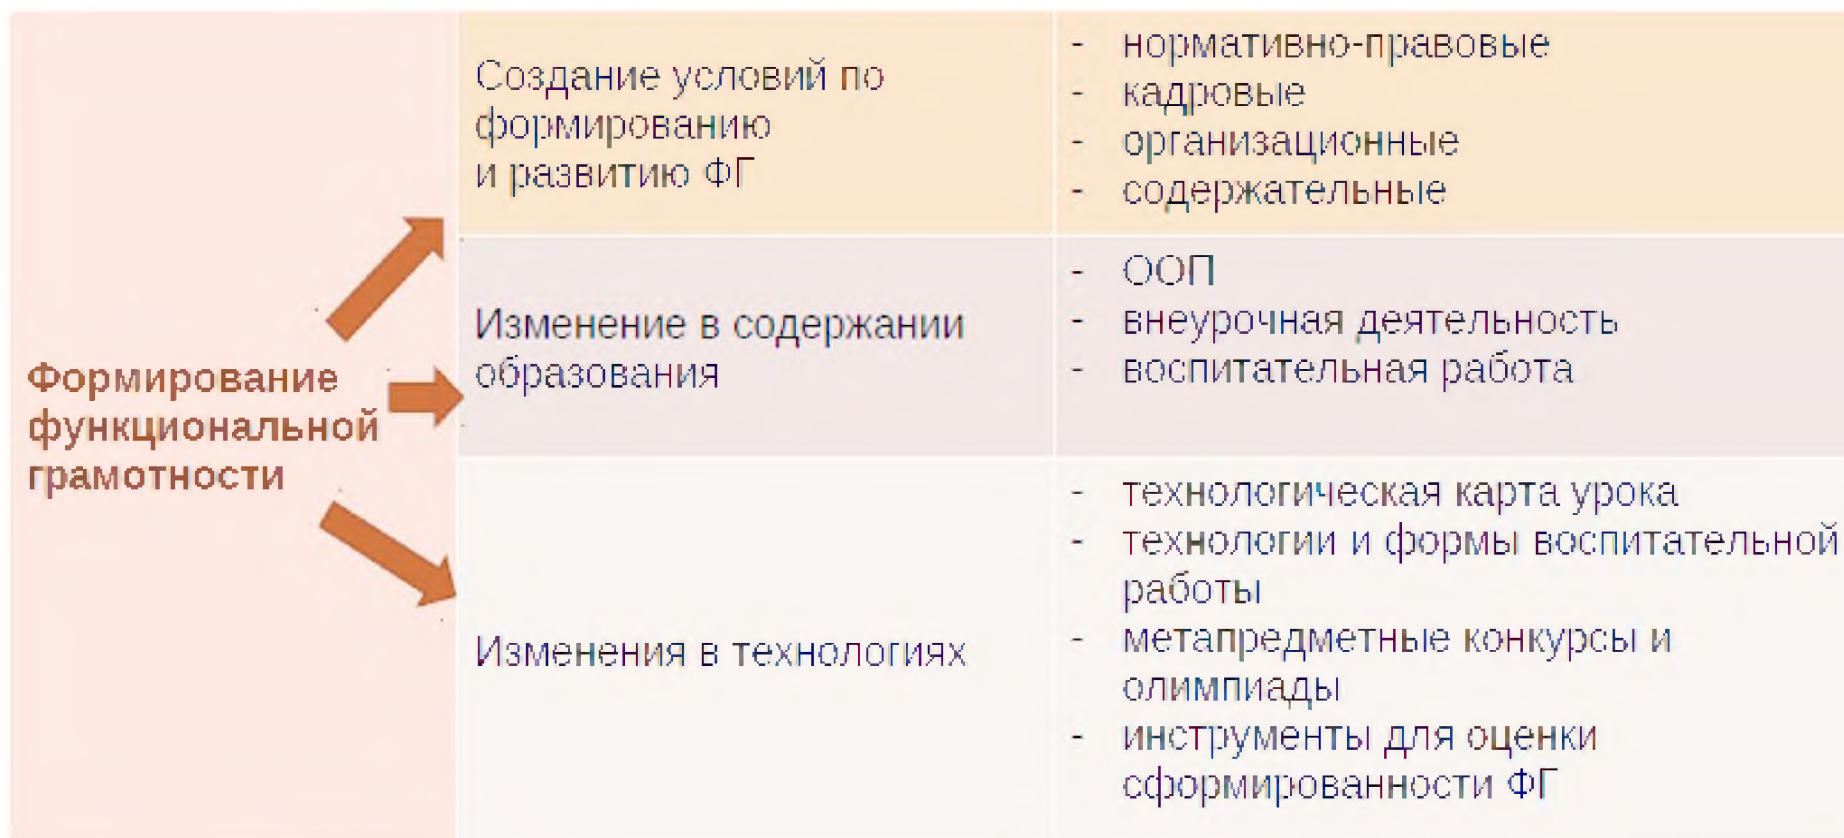 Формирование
функциональной
грамотности
Создание условий по
формированию
и развитию ФГ
- нормативно-правовые
- кадровые
- организационные
- содержательные
Изменение в содержании
образования
- ООП
- внеурочная деятельность
- воспитательная работа
Изменения в технологиях
- технологическая карта урока
- технологии и формы воспитательной
работы
- метапредметные конкурсы и
олимпиады
- инструменты для оценки
сформированности ФГ